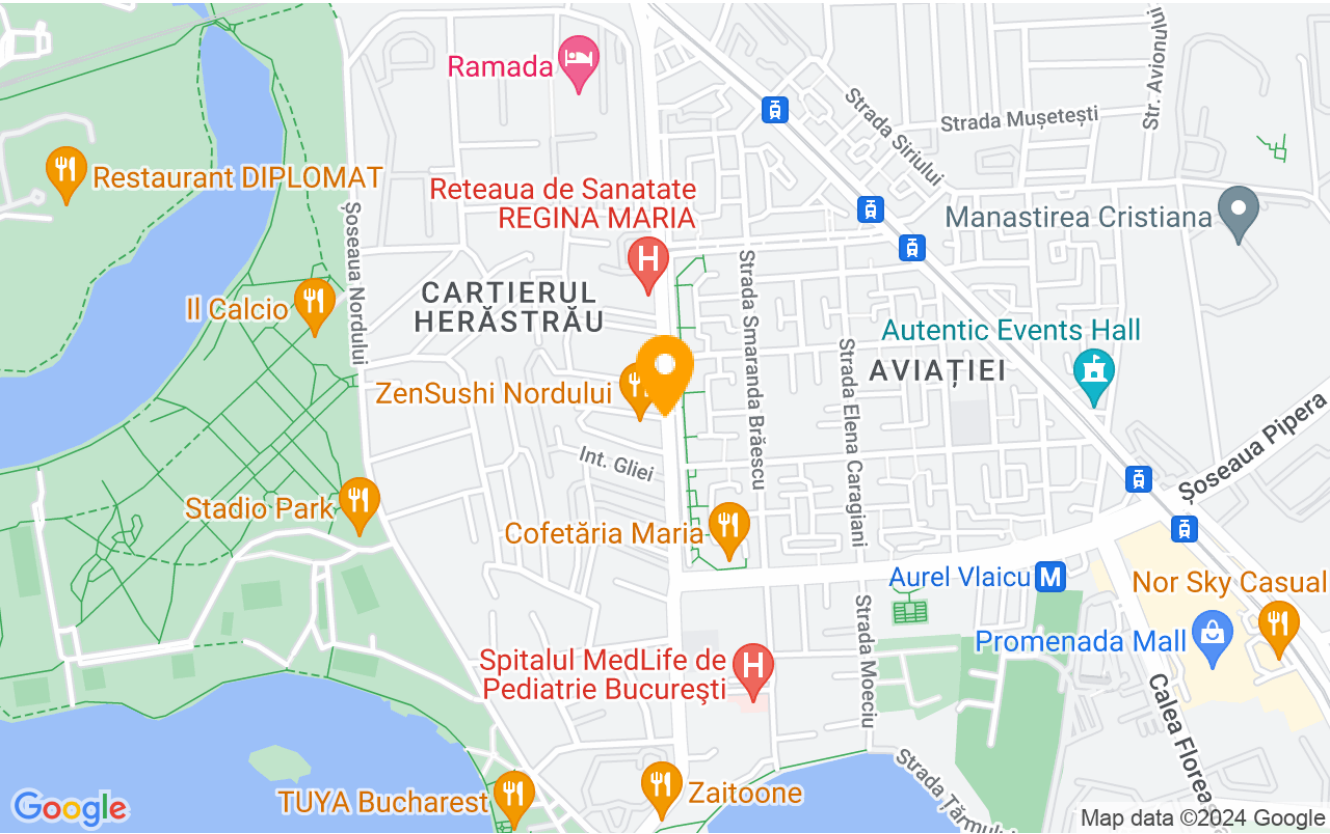 Ramada
Str. Avionului
Strada Siriului
Strada Mușetești
Restaurant DIPLOMAT
Reteaua de Sanatate
REGINA MARIA
Șoseaua Nordului
Manastirea Cristiana
CARTIERUL
HERĂSTRĂU
Il Calcio
Strada Smaranda Brăescu
Autentic Events Hall
Strada Elena Caragiani
AVIAȚIEI
ZenSushi Nordului
Int. Gliei
Șoseaua Pipera
Stadio Park
Cofetăria Maria
Aurel Vlaicu
M
Nor Sky Casual
Strada Moeciu
Promenada Mall
Spitalul MedLife de
Pediatrie Bucureşti
Calea Floreas
Strada Țărmulu
TUYA Bucharest
Zaitoone
Google
Map data ©2024 Google